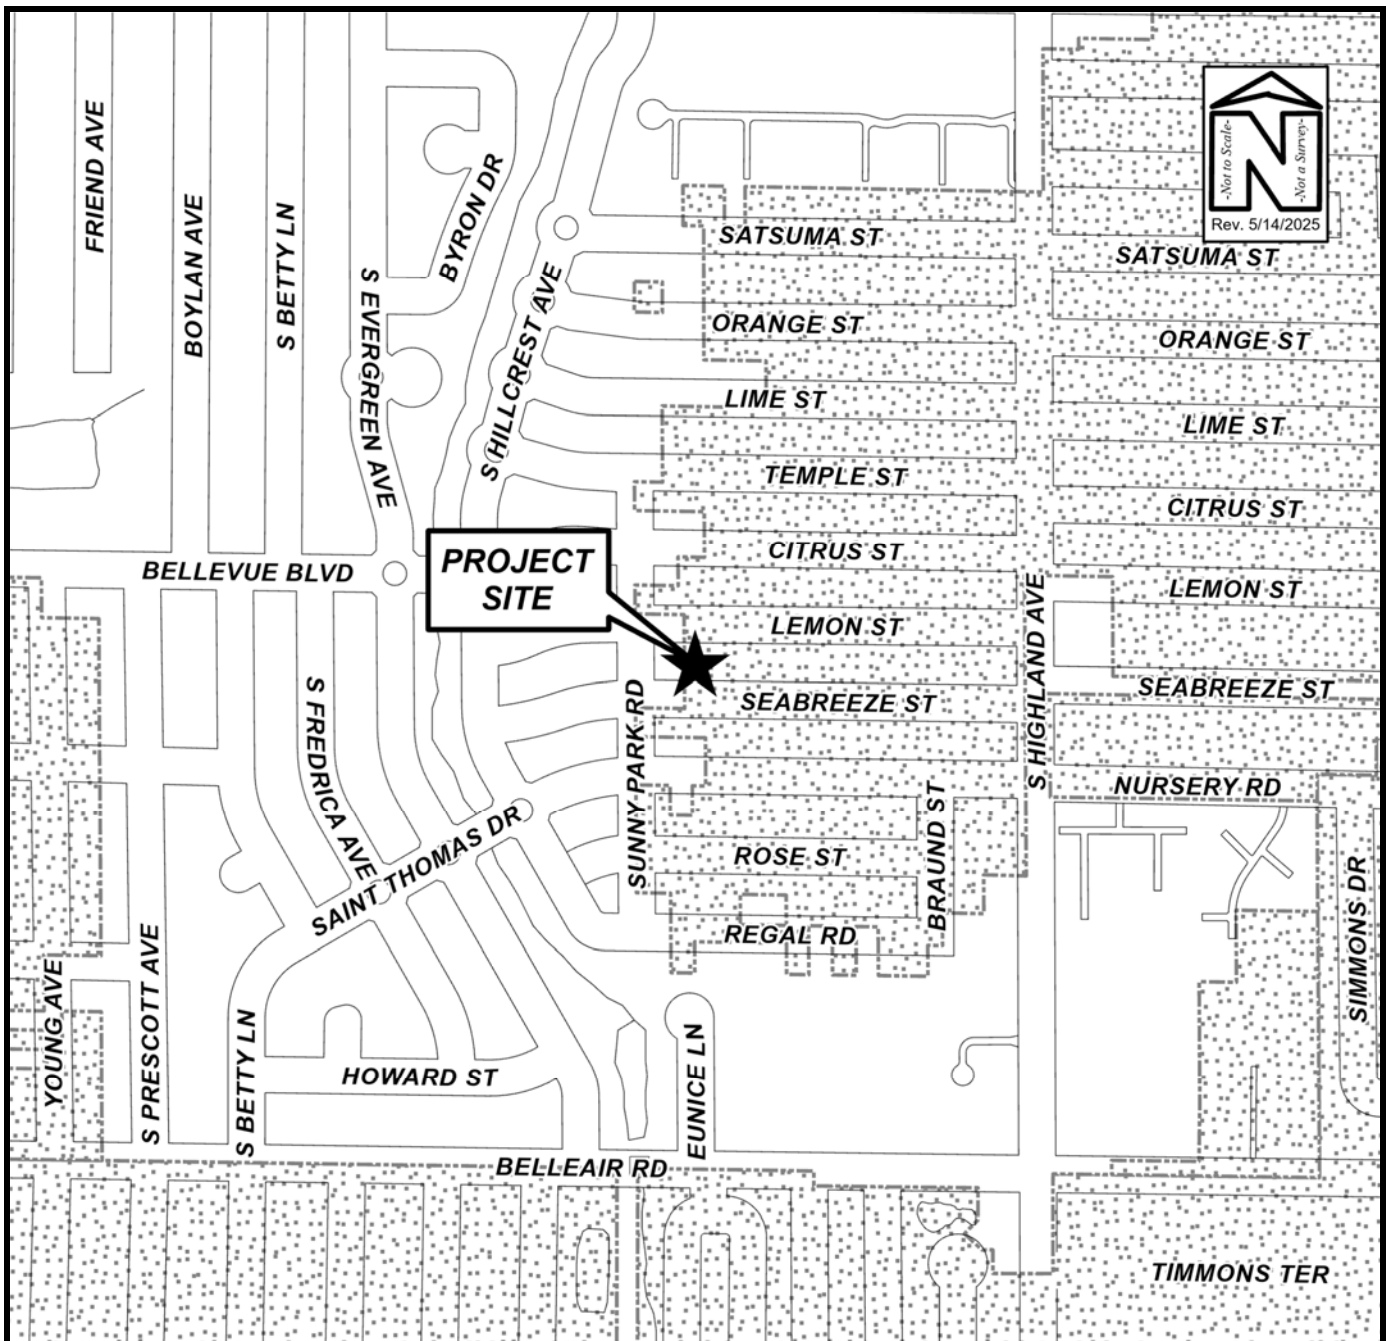 FRIEND AVE
BOYLAN AVE
S BETTY LN
S EVERGREEN AVE
BYRON DR
S HILLCREST AVE
-Not to Scale-
N
-Not a Survey-
Rev. 5/14/2025
SATSUMA ST
SATSUMA ST
ORANGE ST
ORANGE ST
LIME ST
LIME ST
TEMPLE ST
CITRUS ST
CITRUS ST
BELLEVUE BLVD
PROJECT
SITE
LEMON ST
LEMON ST
S HIGHLAND AVE
SEABREEZE ST
SEABREEZE ST
S FREDRICA AVE
SUNNY PARK RD
NURSERY RD
SAINT THOMAS DR
ROSE ST
BRAUND ST
REGAL RD
SIMMONS DR
YOUNG AVE
S PRESCOTT AVE
S BETTY LN
HOWARD ST
EUNICE LN
BELLEAIR RD
TIMMONS TER